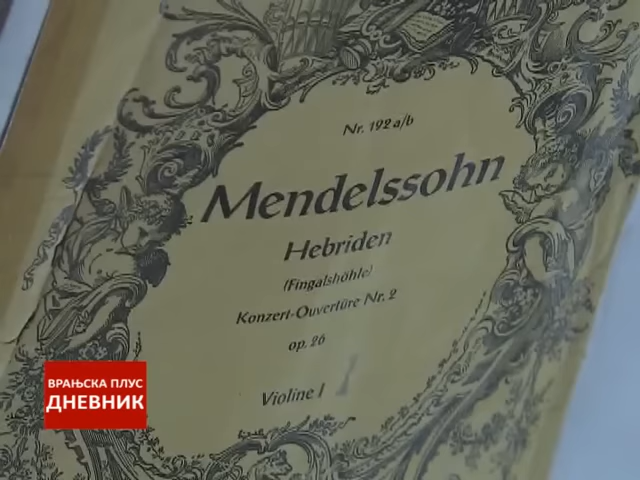 Nr. 192 a/b
Mendelssohn
Hebriden
(Fingalshöhle)
Konzert-Ouvertüre Nr. 2
op. 26
Violine I
ВРАЊСКА ПЛУС
ДНЕВНИК